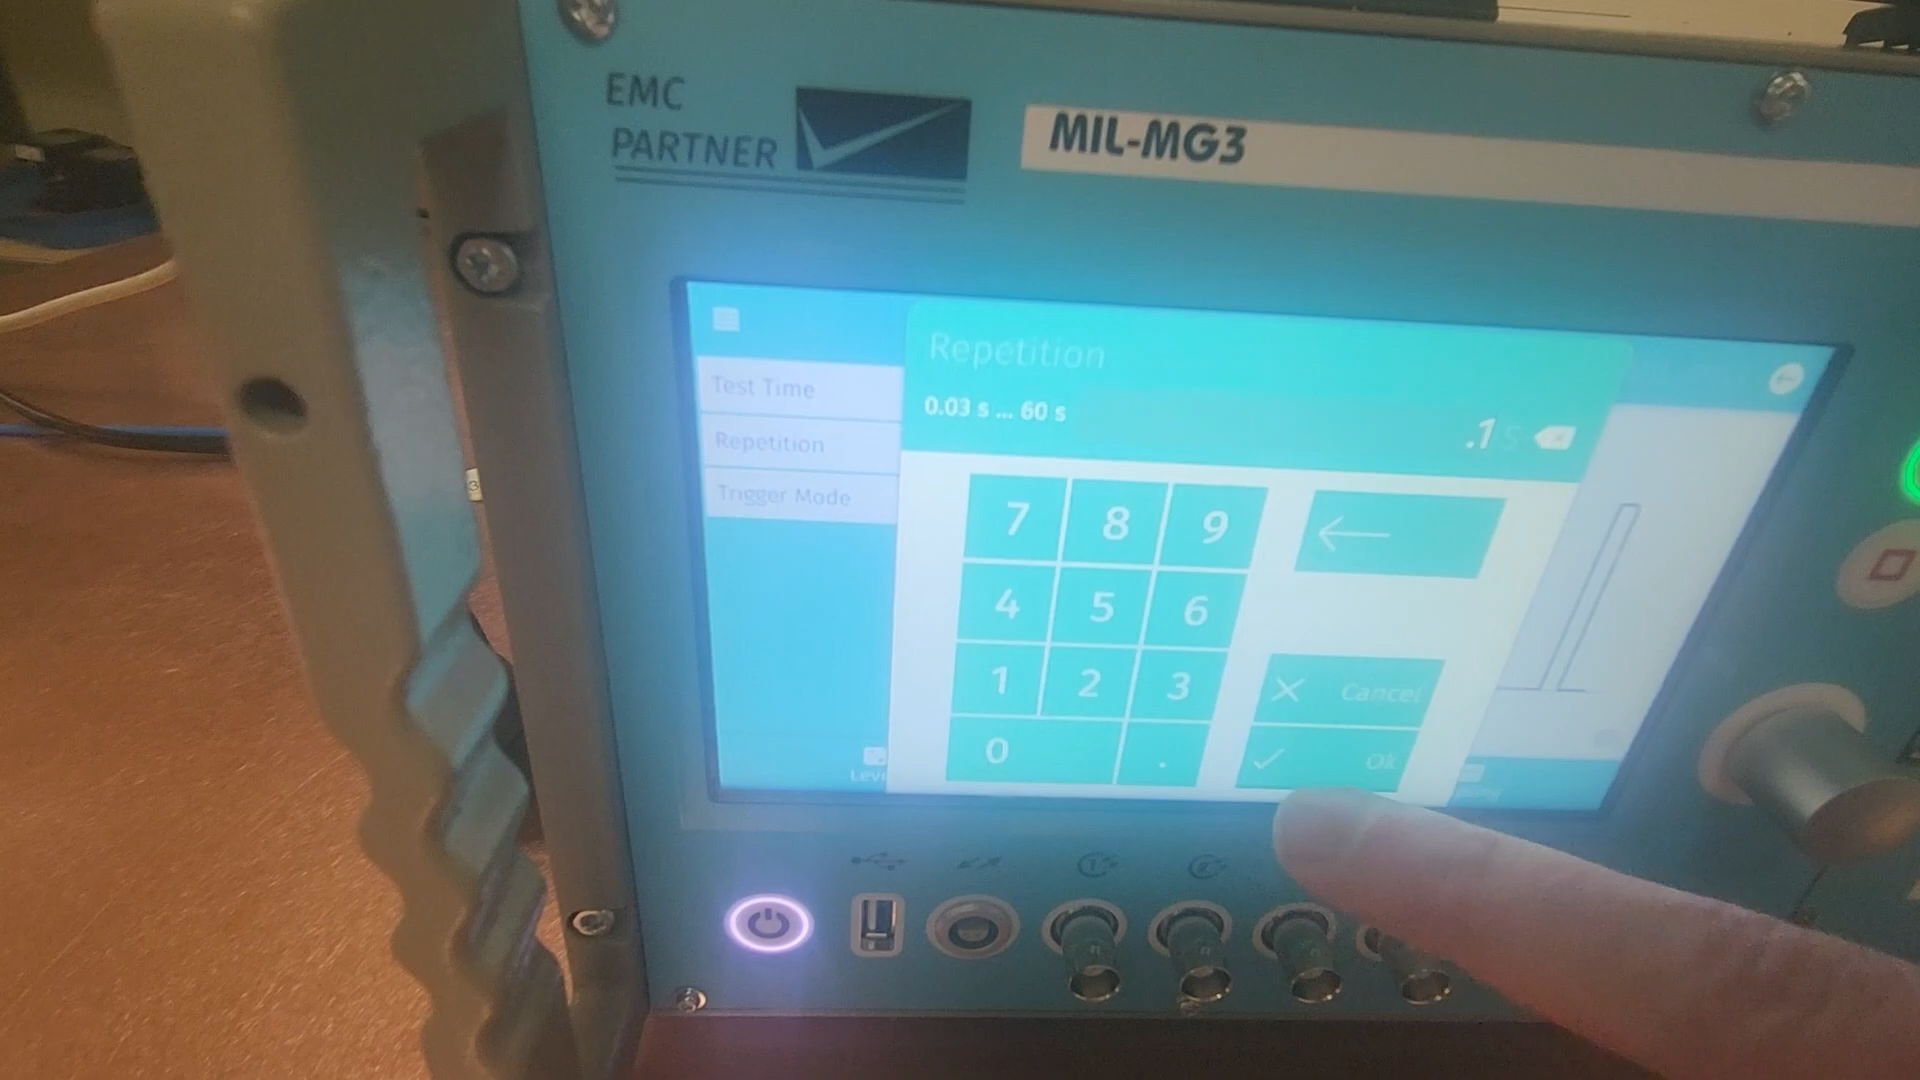 EMC
PARTNER
MIL-MG3
Repetition
0.03 s ... 60 s
.1 s
Test Time
Repetition
Trigger Mode
7 8 9
4 5 6
1 2 3
0 .
Cancel
Ok